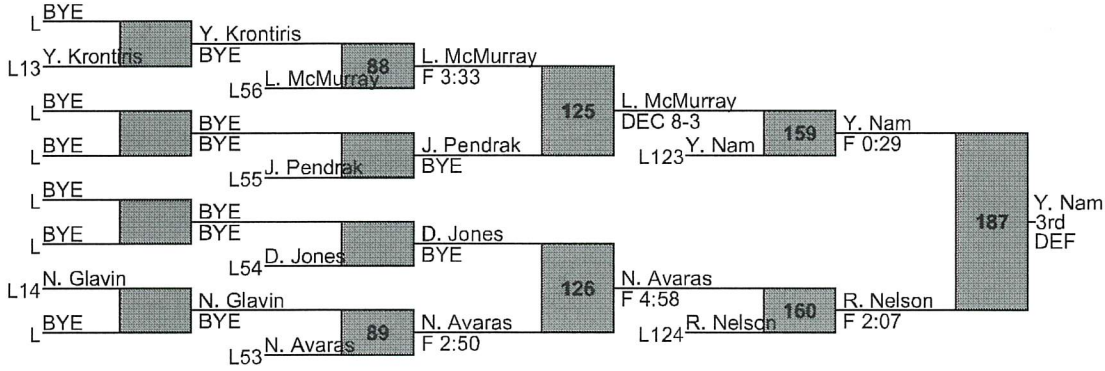 L BYE
L13 Y. Krontiris
Y. Krontiris
BYE
L56 L. McMurray
88
L. McMurray
F 3:33
L BYE
L BYE
BYE
BYE
L55 J. Pendrak
J. Pendrak
BYE
125
L. McMurray
DEC 8-3
L123 Y. Nam
159
Y. Nam
F 0:29
L BYE
L BYE
BYE
BYE
L54 D. Jones
D. Jones
BYE
L14 N. Glavin
L BYE
N. Glavin
BYE
L53 N. Avaras
89
N. Avaras
F 2:50
126
N. Avaras
F 4:58
L124 R. Nelson
160
R. Nelson
F 2:07
187
Y. Nam
3rd
DEF